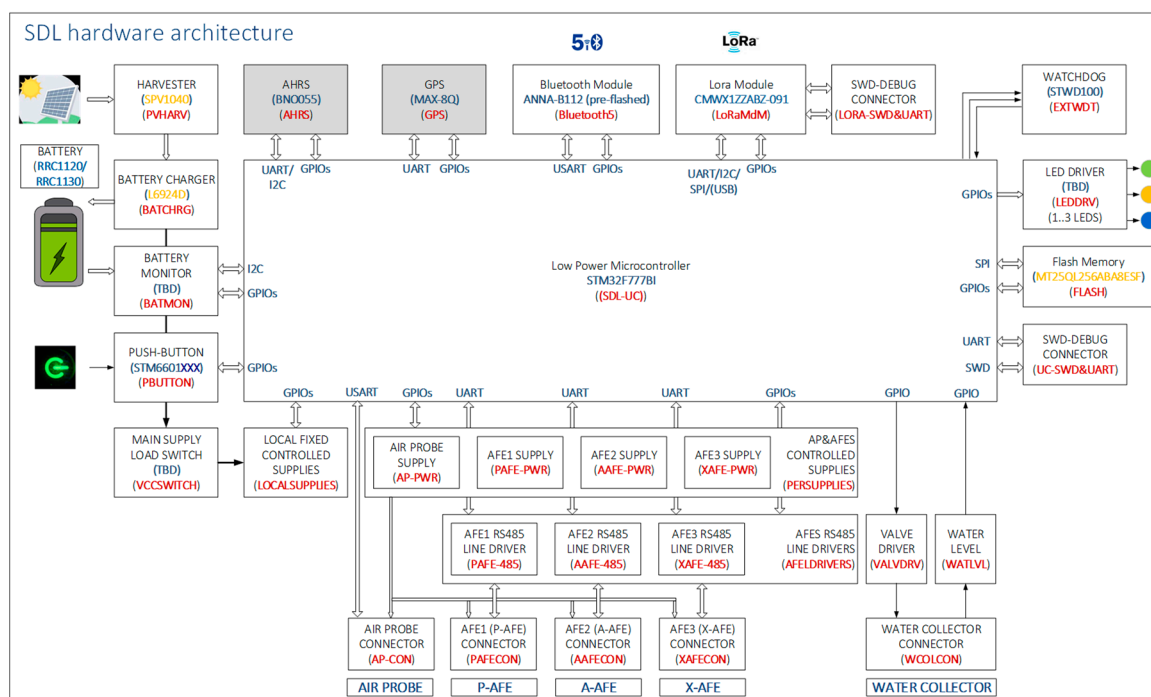 SDL hardware architecture
5
LoRa
HARVESTER
(SPV1040)
(PVHARV)
AHRS
(BNO055)
(AHRS)
GPS
(MAX-8Q)
(GPS)
Bluetooth Module
ANNA-B112 (pre-flashed)
(Bluetooth5)
Lora Module
CMWX1ZZABZ-091
(LoRaMdM)
SWD-DEBUG
CONNECTOR
(LORA-SWD&UART)
WATCHDOG
(STWD100)
(EXTWDT)
BATTERY
(RRC1120/
RRC1130)
BATTERY CHARGER
(L6924D)
(BATCHRG)
UART/
I2C
GPIOs
UART
GPIOs
USART
GPIOs
UART/I2C/
SPI/(USB)
GPIOs
GPIOs
LED DRIVER
(TBD)
(LEDDRV)
(1..3 LEDS)
BATTERY
MONITOR
(TBD)
(BATMON)
I2C
GPIOs
Low Power Microcontroller
STM32F777BI
((SDL-UC))
SPI
GPIOs
Flash Memory
(MT25QL256ABA8ESF)
(FLASH)
PUSH-BUTTON
(STM6601XXX)
(PBUTTON)
GPIOs
UART
SWD
SWD-DEBUG
CONNECTOR
(UC-SWD&UART)
GPIOs
USART
GPIOs
UART
UART
UART
GPIOs
GPIO
GPIO
MAIN SUPPLY
LOAD SWITCH
(TBD)
(VCCSWITCH)
LOCAL FIXED
CONTROLLED
SUPPLIES
(LOCALSUPPLIES)
AIR PROBE
SUPPLY
(AP-PWR)
AFE1 SUPPLY
(PAFE-PWR)
AFE2 SUPPLY
(AAFE-PWR)
AFE3 SUPPLY
(XAFE-PWR)
AP&AFES
CONTROLLED
SUPPLIES
(PERSUPPLIES)
AFE1 RS485
LINE DRIVER
(PAFE-485)
AFE2 RS485
LINE DRIVER
(AAFE-485)
AFE3 RS485
LINE DRIVER
(XAFE-485)
AFES RS485
LINE DRIVERS
(AFELDRIVERS)
VALVE
DRIVER
(VALVDRV)
WATER
LEVEL
(WATLVL)
AIR PROBE
CONNECTOR
(AP-CON)
AFE1 (P-AFE)
CONNECTOR
(PAFECON)
AFE2 (A-AFE)
CONNECTOR
(AAFECON)
AFE3 (X-AFE)
CONNECTOR
(XAFECON)
WATER COLLECTOR
CONNECTOR
(WCOLCON)
AIR PROBE
P-AFE
A-AFE
X-AFE
WATER COLLECTOR